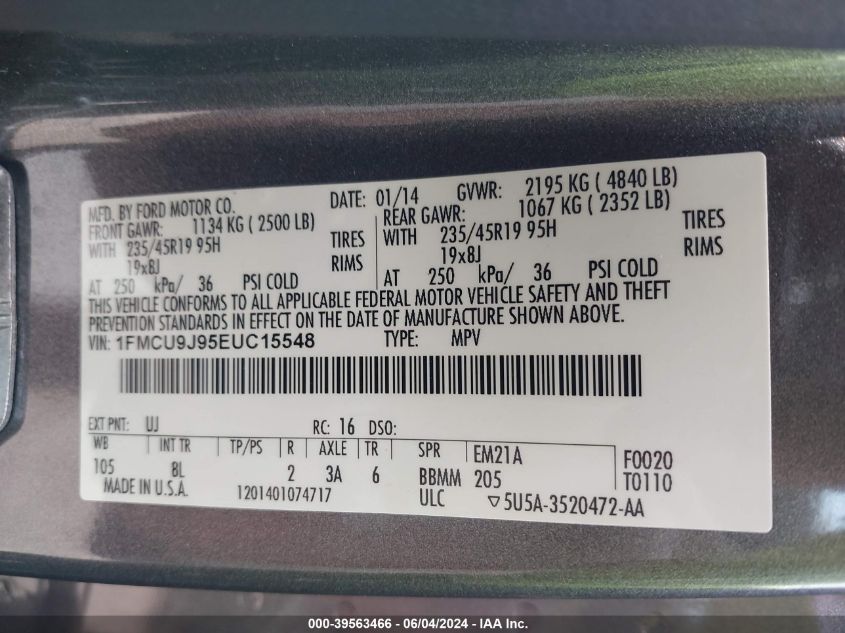 MFD. BY FORD MOTOR CO. DATE: 01/14 GVWR: 2195 KG ( 4840 LB)
FRONT GAWR: 1134 KG ( 2500 LB) REAR GAWR: 1067 KG ( 2352 LB)
WITH 235/45R19 95H TIRES WITH 235/45R19 95H TIRES
19x8J RIMS 19x8J RIMS
AT 250 kPa/ 36 PSI COLD AT 250 kPa/ 36 PSI COLD
THIS VEHICLE CONFORMS TO ALL APPLICABLE FEDERAL MOTOR VEHICLE SAFETY AND THEFT
PREVENTION STANDARDS IN EFFECT ON THE DATE OF MANUFACTURE SHOWN ABOVE.
VIN: 1FMCU9J95EUC15548 TYPE: MPV
EXT PNT: UJ RC: 16 DSO:
WB INT TR TP/PS R AXLE TR SPR EM21A F0020
105 8L 2 3A 6 BBMM 205 T0110
MADE IN U.S.A. 1201401074717 ULC ▽5U5A-3520472-AA
000-39563466 - 06/04/2024 - IAA Inc.